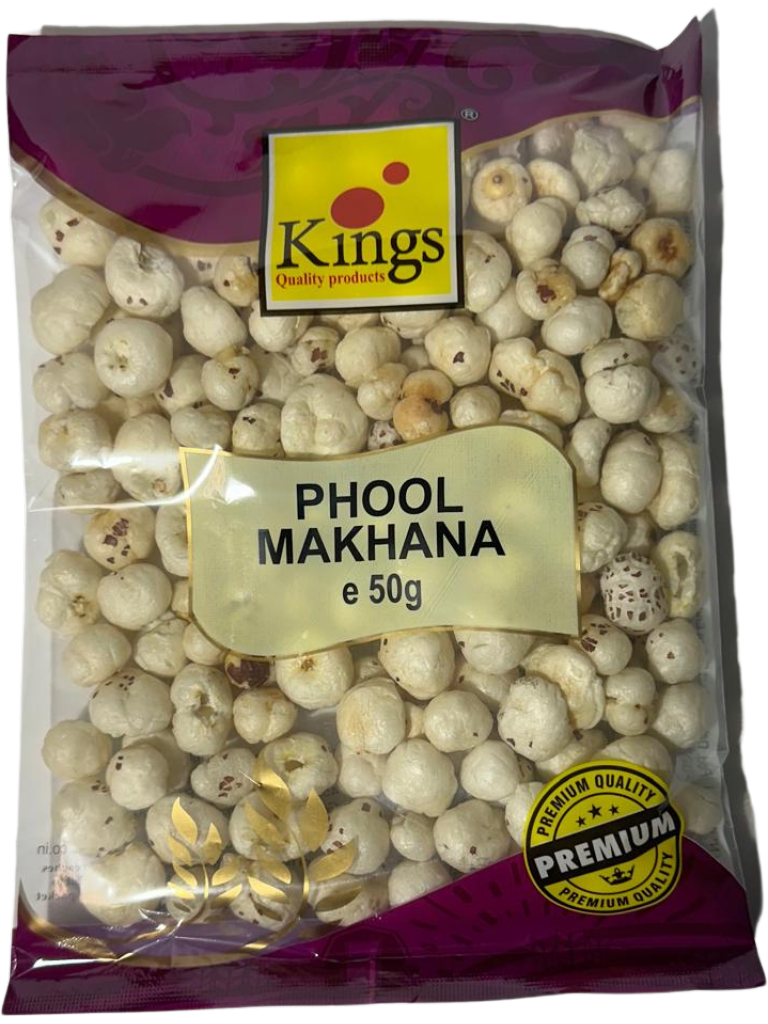 ®
Kings
Quality products
PHOOL
MAKHANA
e 50g
PREMIUM QUALITY
PREMIUM
PREMIUM QUALITY